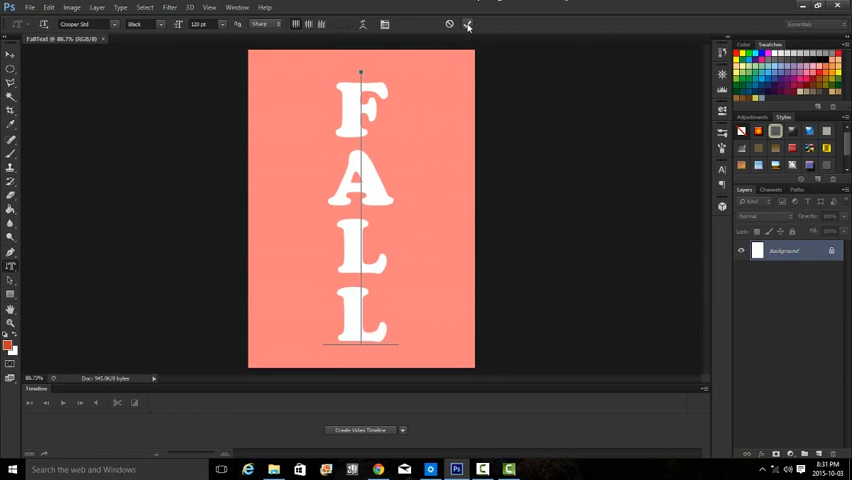 Ps File Edit Image Layer Type Select Filter 3D View Window Help
Cooper Std Black 120 pt Sharp Essentials
FallText @ 88.7% (RGB/8) ×
F
A
L
L
Color Swatches
Adjustments Styles
Layers Channels Paths
Kind
Normal Opacity: 100%
Lock: Fill: 100%
Background
88.73% Doc: 945.0K/0 bytes
Timeline
Create Video Timeline
Search the web and Windows
8:31 PM
2015-10-03